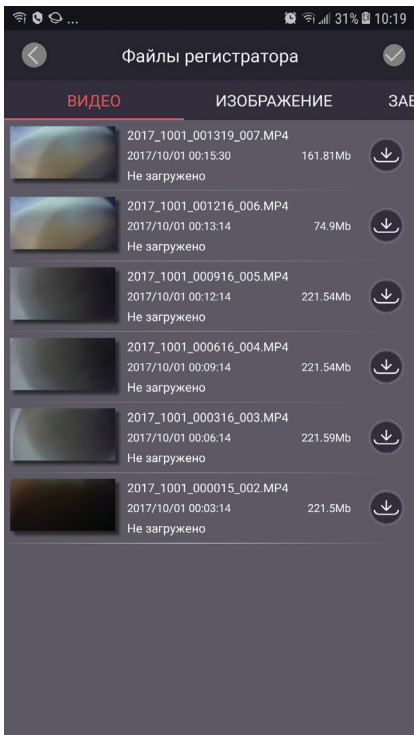 ... 31% 10:19
Файлы регистратора
ВИДЕО ИЗОБРАЖЕНИЕ ЗАВ
2017_1001_001319_007.MP4
2017/10/01 00:15:30 161.81Mb
Не загружено
2017_1001_001216_006.MP4
2017/10/01 00:13:14 74.9Mb
Не загружено
2017_1001_000916_005.MP4
2017/10/01 00:12:14 221.54Mb
Не загружено
2017_1001_000616_004.MP4
2017/10/01 00:09:14 221.54Mb
Не загружено
2017_1001_000316_003.MP4
2017/10/01 00:06:14 221.59Mb
Не загружено
2017_1001_000015_002.MP4
2017/10/01 00:03:14 221.5Mb
Не загружено